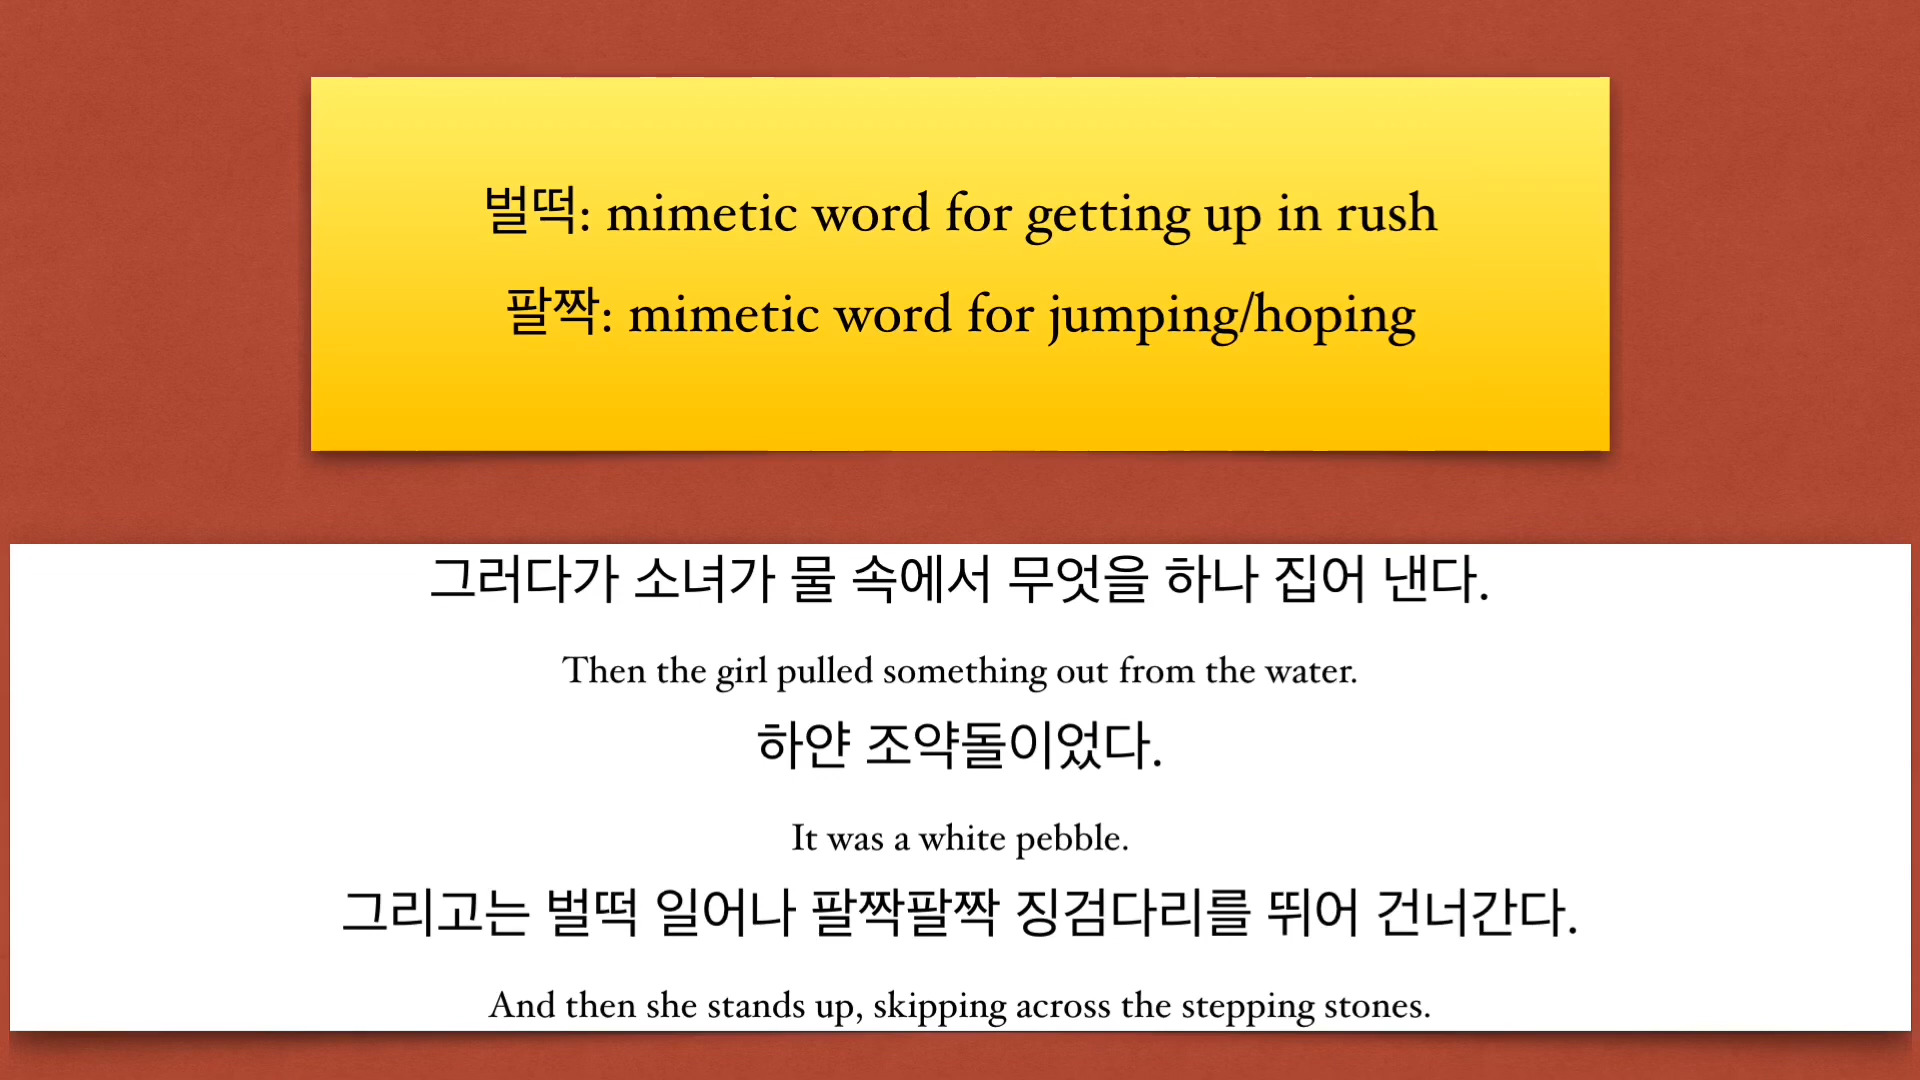 벌떡: mimetic word for getting up in rush
팔짝: mimetic word for jumping/hoping
그러다가 소녀가 물 속에서 무엇을 하나 집어 낸다.
Then the girl pulled something out from the water.
하얀 조약돌이었다.
It was a white pebble.
그리고는 벌떡 일어나 팔짝팔짝 징검다리를 뛰어 건너간다.
And then she stands up, skipping across the stepping stones.